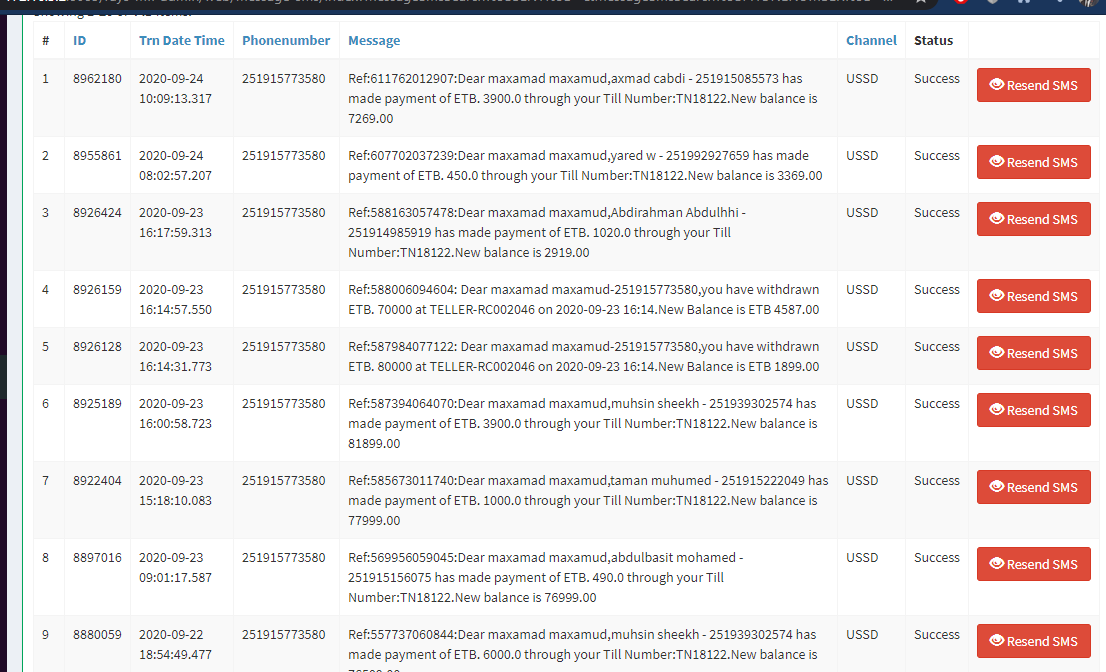 # ID Trn Date Time Phonenumber Message Channel Status
1 8962180 2020-09-24 251915773580 Ref:611762012907:Dear maxamad maxamud,axmad cabdi - 251915085573 has USSD Success Resend SMS
10:09:13.317 made payment of ETB. 3900.0 through your Till Number:TN18122.New balance is
7269.00
2 8955861 2020-09-24 251915773580 Ref:607702037239:Dear maxamad maxamud,yared w - 251992927659 has made USSD Success Resend SMS
08:02:57.207 payment of ETB. 450.0 through your Till Number:TN18122.New balance is 3369.00
3 8926424 2020-09-23 251915773580 Ref:588163057478:Dear maxamad maxamud,Abdirahman Abdulhhi - USSD Success Resend SMS
16:17:59.313 251914985919 has made payment of ETB. 1020.0 through your Till
Number:TN18122.New balance is 2919.00
4 8926159 2020-09-23 251915773580 Ref:588006094604: Dear maxamad maxamud-251915773580,you have withdrawn USSD Success Resend SMS
16:14:57.550 ETB. 70000 at TELLER-RC002046 on 2020-09-23 16:14.New Balance is ETB 4587.00
5 8926128 2020-09-23 251915773580 Ref:587984077122: Dear maxamad maxamud-251915773580,you have withdrawn USSD Success Resend SMS
16:14:31.773 ETB. 80000 at TELLER-RC002046 on 2020-09-23 16:14.New Balance is ETB 1899.00
6 8925189 2020-09-23 251915773580 Ref:587394064070:Dear maxamad maxamud,muhsin sheekh - 251939302574 has USSD Success Resend SMS
16:00:58.723 made payment of ETB. 3900.0 through your Till Number:TN18122.New balance is
81899.00
7 8922404 2020-09-23 251915773580 Ref:585673011740:Dear maxamad maxamud,taman muhumed - 251915222049 has USSD Success Resend SMS
15:18:10.083 made payment of ETB. 1000.0 through your Till Number:TN18122.New balance is
77999.00
8 8897016 2020-09-23 251915773580 Ref:569956059045:Dear maxamad maxamud,abdulbasit mohamed - USSD Success Resend SMS
09:01:17.587 251915156075 has made payment of ETB. 490.0 through your Till
Number:TN18122.New balance is 76999.00
9 8880059 2020-09-22 251915773580 Ref:557737060844:Dear maxamad maxamud,muhsin sheekh - 251939302574 has USSD Success Resend SMS
18:54:49.477 made payment of ETB. 6000.0 through your Till Number:TN18122.New balance is